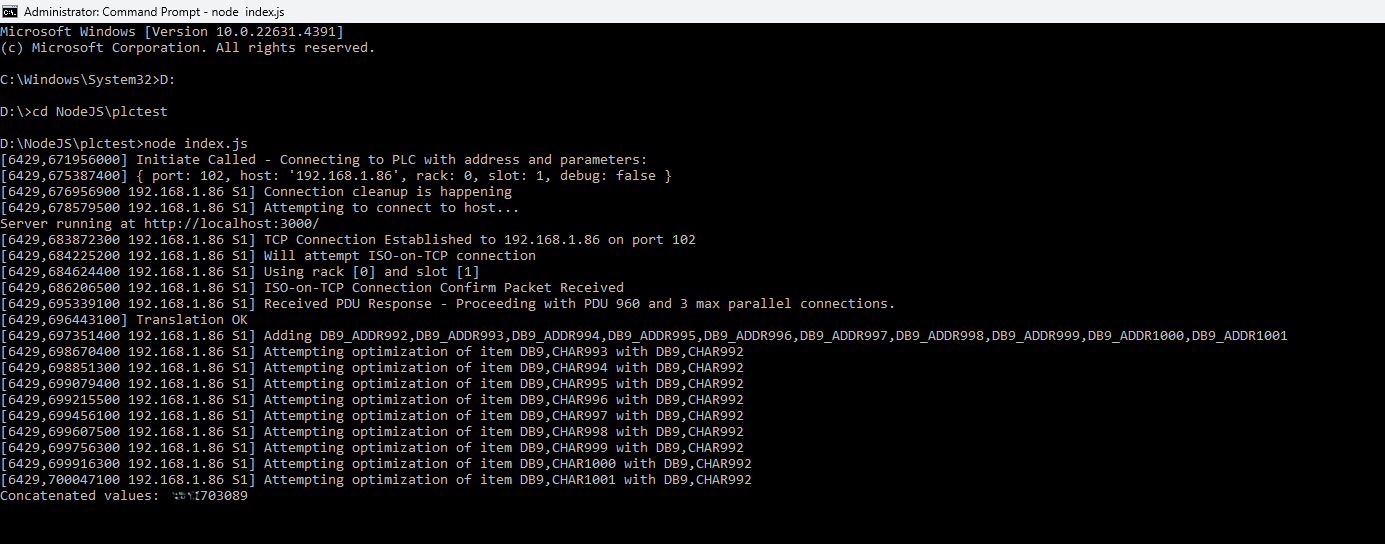 Administrator: Command Prompt - node  index.js
Microsoft Windows [Version 10.0.22631.4391]
(c) Microsoft Corporation. All rights reserved.
C:\Windows\System32>D:
D:\>cd NodeJS\plctest
D:\NodeJS\plctest>node index.js
[6429,671956000] Initiate Called - Connecting to PLC with address and parameters:
[6429,675387400] { port: 102, host: '192.168.1.86', rack: 0, slot: 1, debug: false }
[6429,676956900 192.168.1.86 S1] Connection cleanup is happening
[6429,678579500 192.168.1.86 S1] Attempting to connect to host...
Server running at http://localhost:3000/
[6429,683872300 192.168.1.86 S1] TCP Connection Established to 192.168.1.86 on port 102
[6429,684225200 192.168.1.86 S1] Will attempt ISO-on-TCP connection
[6429,684624400 192.168.1.86 S1] Using rack [0] and slot [1]
[6429,686206500 192.168.1.86 S1] ISO-on-TCP Connection Confirm Packet Received
[6429,695339100 192.168.1.86 S1] Received PDU Response - Proceeding with PDU 960 and 3 max parallel connections.
[6429,696443100] Translation OK
[6429,697351400 192.168.1.86 S1] Adding DB9_ADDR992,DB9_ADDR993,DB9_ADDR994,DB9_ADDR995,DB9_ADDR996,DB9_ADDR997,DB9_ADDR998,DB9_ADDR999,DB9_ADDR1000,DB9_ADDR1001
[6429,698670400 192.168.1.86 S1] Attempting optimization of item DB9,CHAR993 with DB9,CHAR992
[6429,698851300 192.168.1.86 S1] Attempting optimization of item DB9,CHAR994 with DB9,CHAR992
[6429,699079400 192.168.1.86 S1] Attempting optimization of item DB9,CHAR995 with DB9,CHAR992
[6429,699215500 192.168.1.86 S1] Attempting optimization of item DB9,CHAR996 with DB9,CHAR992
[6429,699456100 192.168.1.86 S1] Attempting optimization of item DB9,CHAR997 with DB9,CHAR992
[6429,699607500 192.168.1.86 S1] Attempting optimization of item DB9,CHAR998 with DB9,CHAR992
[6429,699756300 192.168.1.86 S1] Attempting optimization of item DB9,CHAR999 with DB9,CHAR992
[6429,699916300 192.168.1.86 S1] Attempting optimization of item DB9,CHAR1000 with DB9,CHAR992
[6429,700047100 192.168.1.86 S1] Attempting optimization of item DB9,CHAR1001 with DB9,CHAR992
Concatenated values: